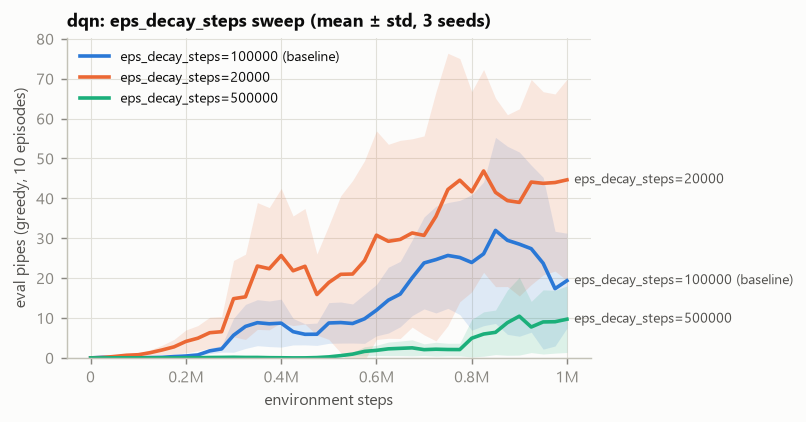 dqn: eps_decay_steps sweep (mean ± std, 3 seeds)
80
70
60
50
40
30
20
10
0
eval pipes (greedy, 10 episodes)
eps_decay_steps=100000 (baseline)
eps_decay_steps=20000
eps_decay_steps=500000
eps_decay_steps=20000
eps_decay_steps=100000 (baseline)
eps_decay_steps=500000
0 0.2M 0.4M 0.6M 0.8M 1M
environment steps